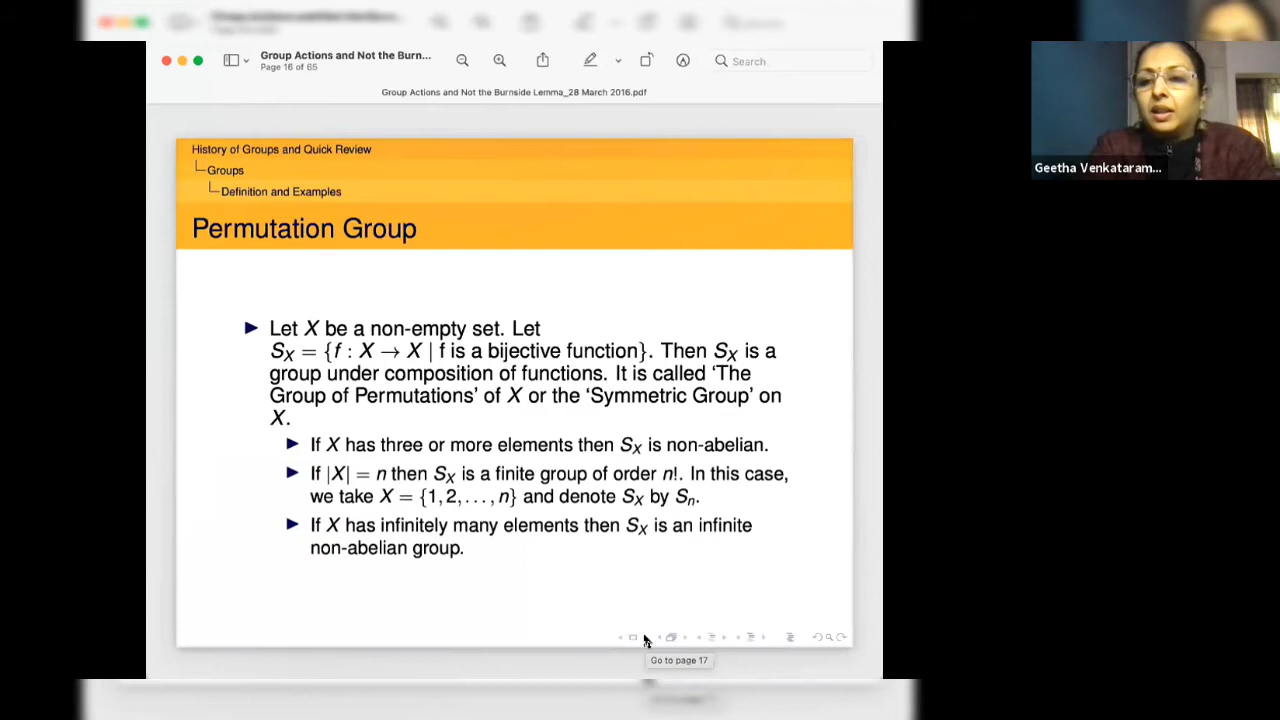 Group Actions and Not the Burn...
Page 16 of 65
Search
Group Actions and Not the Burnside Lemma_28 March 2016.pdf
Geetha Venkataram...
History of Groups and Quick Review
Groups
Definition and Examples
Permutation Group
▶ Let X be a non-empty set. Let
S_X = {f : X → X | f is a bijective function}. Then S_X is a
group under composition of functions. It is called ‘The
Group of Permutations’ of X or the ‘Symmetric Group’ on
X.
▶ If X has three or more elements then S_X is non-abelian.
▶ If |X| = n then S_X is a finite group of order n!. In this case,
we take X = {1, 2, . . . , n} and denote S_X by S_n.
▶ If X has infinitely many elements then S_X is an infinite
non-abelian group.
Go to page 17